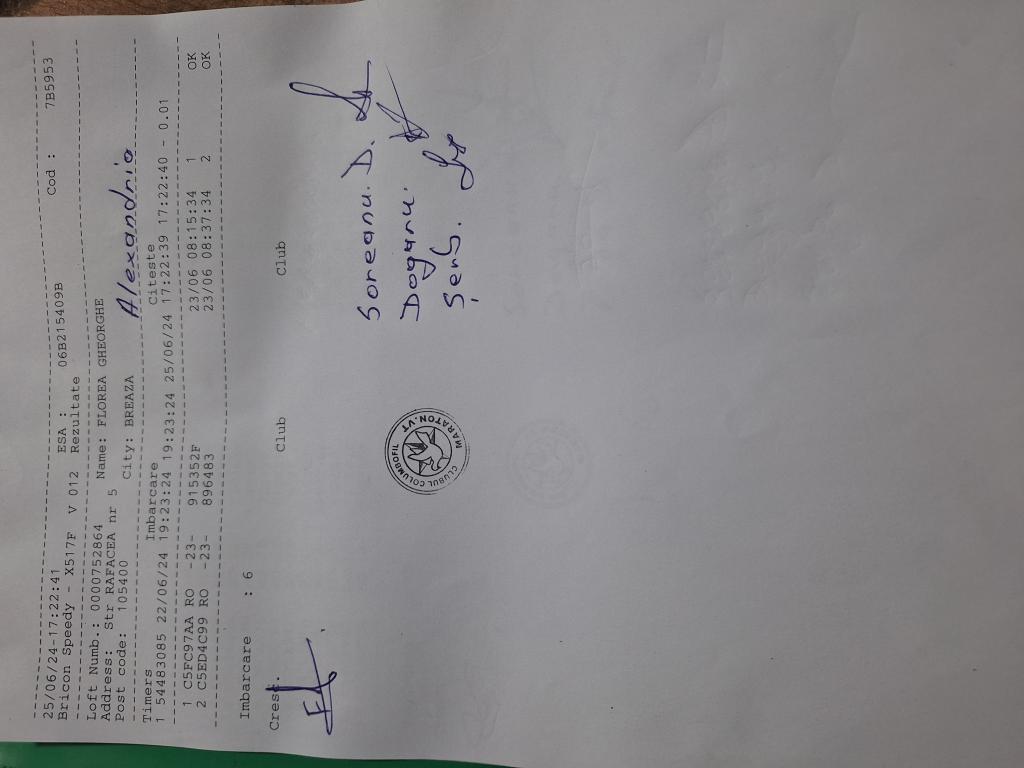 25/06/24-17:22:41 ESA : 06B215409B Cod : 7B5953
Bricon Speedy - X517F V 012 Rezultate
Loft Numb.: 0000752864 Name: FLOREA GHEORGHE
Address: Str RAFACEA nr 5
Post code: 105400 City: BREAZA Alexandria
Timers Imbarcare Citeste
1 54483085 22/06/24 19:23:24 19:23:24 25/06/24 17:22:39 17:22:40 - 0.01
1 C5FC97AA RO -23- 915352F 23/06 08:15:34 1 OK
2 C5ED4C99 RO -23- 896483 23/06 08:37:34 2 OK
Imbarcare : 6
Cresc. Club Club
Soreanu. D.
Doganu.
Șerb.
CLUBUL COLUMBOFIL
MARATON.VT